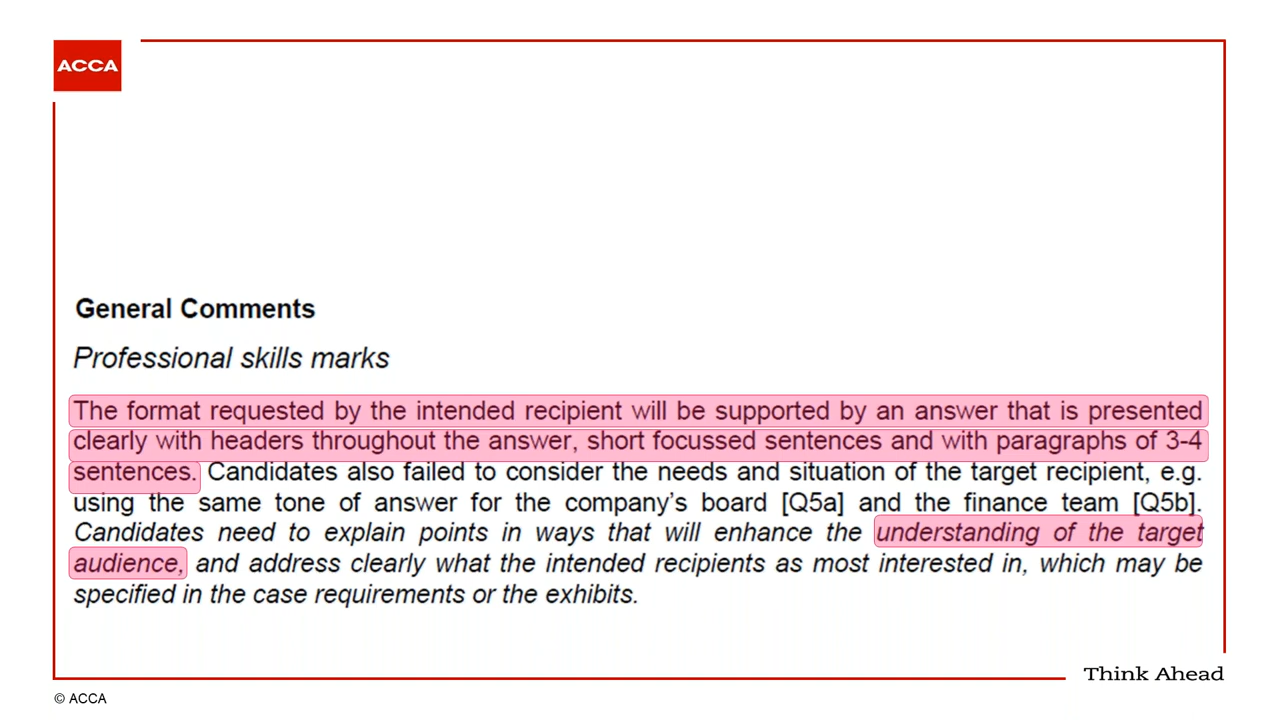 ACCA
General Comments
Professional skills marks
The format requested by the intended recipient will be supported by an answer that is presented
clearly with headers throughout the answer, short focussed sentences and with paragraphs of 3-4
sentences. Candidates also failed to consider the needs and situation of the target recipient, e.g.
using the same tone of answer for the company's board [Q5a] and the finance team [Q5b].
Candidates need to explain points in ways that will enhance the understanding of the target
audience, and address clearly what the intended recipients as most interested in, which may be
specified in the case requirements or the exhibits.
Think Ahead
© ACCA